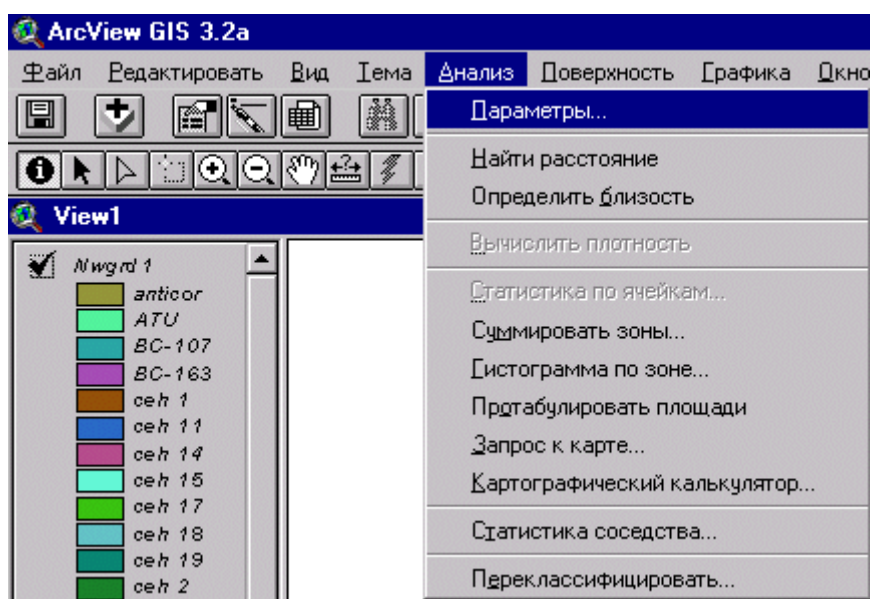 ArcView GIS 3.2a
Файл Редактировать Вид Тема Анализ Поверхность Графика Окно
Параметры...
Найти расстояние
Определить близость
Вычислить плотность
Статистика по ячейкам...
Суммировать зоны...
Гистограмма по зоне...
Протабулировать площади
Запрос к карте...
Картографический калькулятор...
Статистика соседства...
Переклассифицировать...
View1
Nwgrd 1
anticor
ATU
BC-107
BC-163
ceh 1
ceh 11
ceh 14
ceh 15
ceh 17
ceh 18
ceh 19
ceh 2